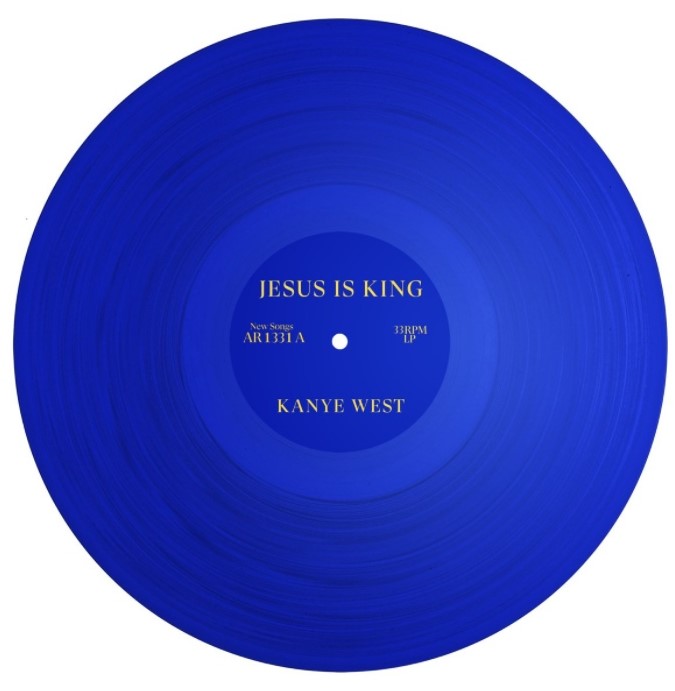 JESUS IS KING
New Songs
AR 1331 A
33RPM
LP
KANYE WEST